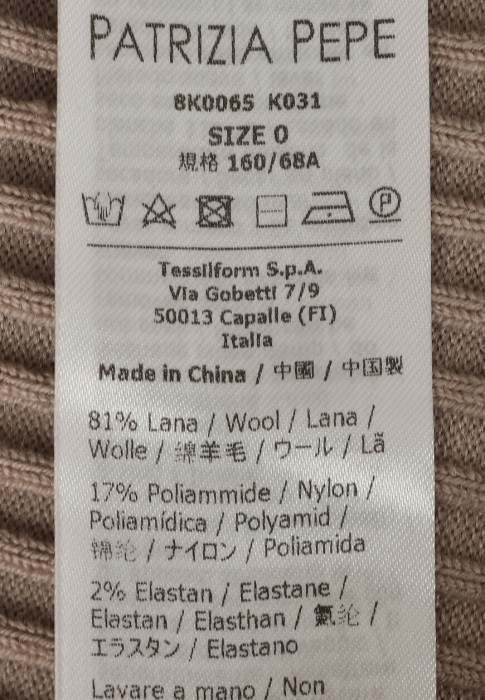 PATRIZIA PEPE
8K0065 K031
SIZE 0
規格 160/68A
P
Tessilform S.p.A.
Via Gobetti 7/9
50013 Capalle (FI)
Italia
Made in China / 中國 / 中国製
81% Lana / Wool / Lana /
Wolle / 綿羊毛 / ウール / Lã
17% Poliammide / Nylon /
Poliamídica / Polyamid /
錦纶 / ナイロン / Poliamida
2% Elastan / Elastane /
Elastan / Elasthan / 氨纶 /
エラスタン / Elastano
Lavare a mano / Non